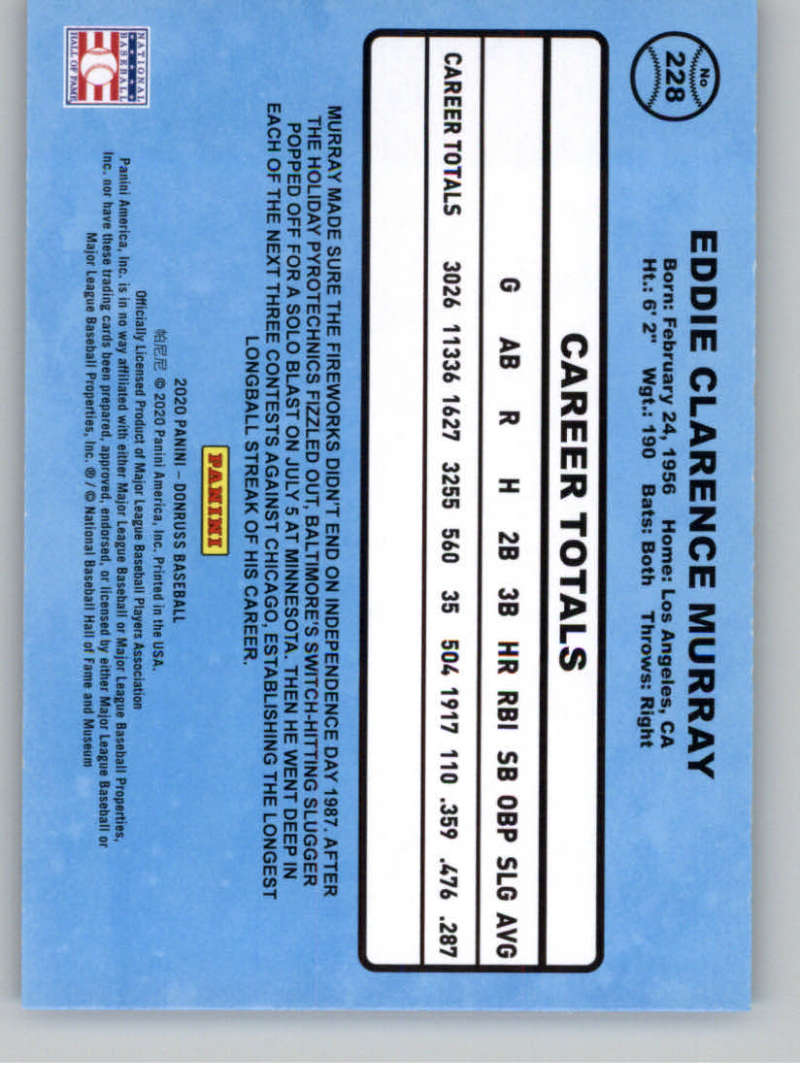 No
228
EDDIE CLARENCE MURRAY
Born: February 24, 1956 Home: Los Angeles, CA
Ht.: 6' 2" Wgt.: 190 Bats: Both Throws: Right
CAREER TOTALS
G AB R H 2B 3B HR RBI SB OBP SLG AVG
CAREER TOTALS 3026 11336 1627 3255 560 35 504 1917 110 .359 .476 .287
MURRAY MADE SURE THE FIREWORKS DIDN'T END ON INDEPENDENCE DAY 1987. AFTER
THE HOLIDAY PYROTECHNICS FIZZLED OUT, BALTIMORE'S SWITCH-HITTING SLUGGER
POPPED OFF FOR A SOLO BLAST ON JULY 5 AT MINNESOTA. THEN HE WENT DEEP IN
EACH OF THE NEXT THREE CONTESTS AGAINST CHICAGO, ESTABLISHING THE LONGEST
LONGBALL STREAK OF HIS CAREER.
PANINI
2020 PANINI – DONRUSS BASEBALL
帕尼尼 © 2020 Panini America, Inc. Printed in the USA.
Officially Licensed Product of Major League Baseball Players Association
Panini America, Inc. is in no way affiliated with either Major League Baseball or Major League Baseball Properties,
Inc. nor have these trading cards been prepared, approved, endorsed, or licensed by either Major League Baseball or
Major League Baseball Properties, Inc. ® / © National Baseball Hall of Fame and Museum
NATIONAL
BASEBALL
HALL OF FAME